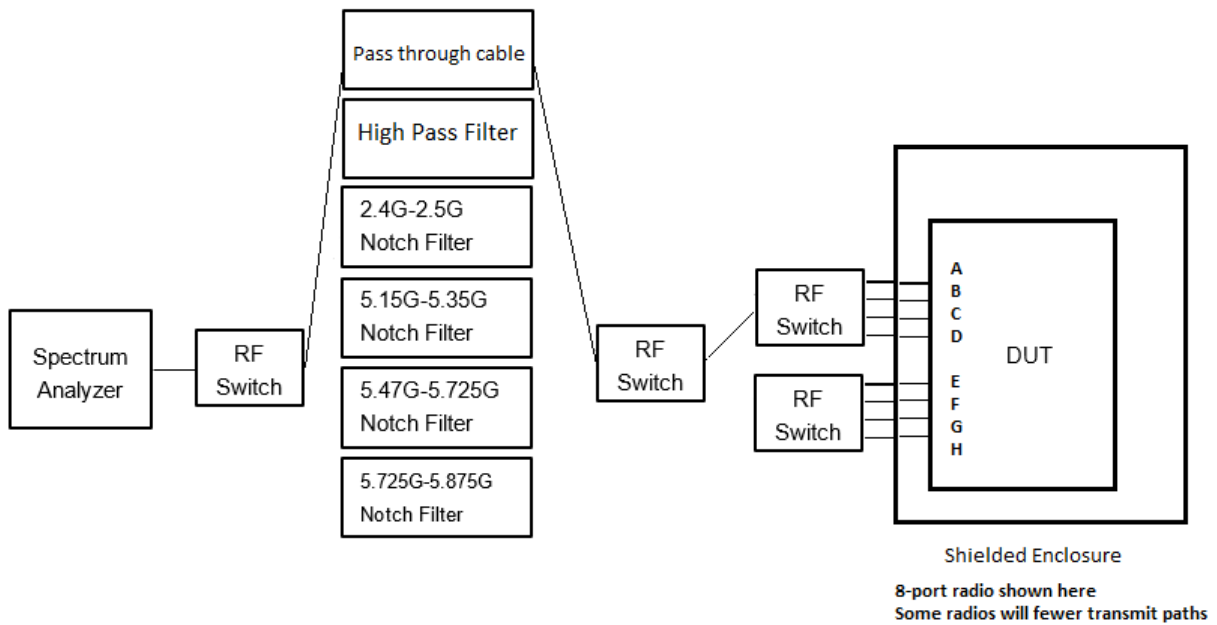 Pass through cable
High Pass Filter
2.4G-2.5G
Notch Filter
5.15G-5.35G
Notch Filter
5.47G-5.725G
Notch Filter
5.725G-5.875G
Notch Filter
Spectrum
Analyzer
RF
Switch
RF
Switch
RF
Switch
RF
Switch
A
B
C
D
E
F
G
H
DUT
Shielded Enclosure
8-port radio shown here
Some radios will fewer transmit paths